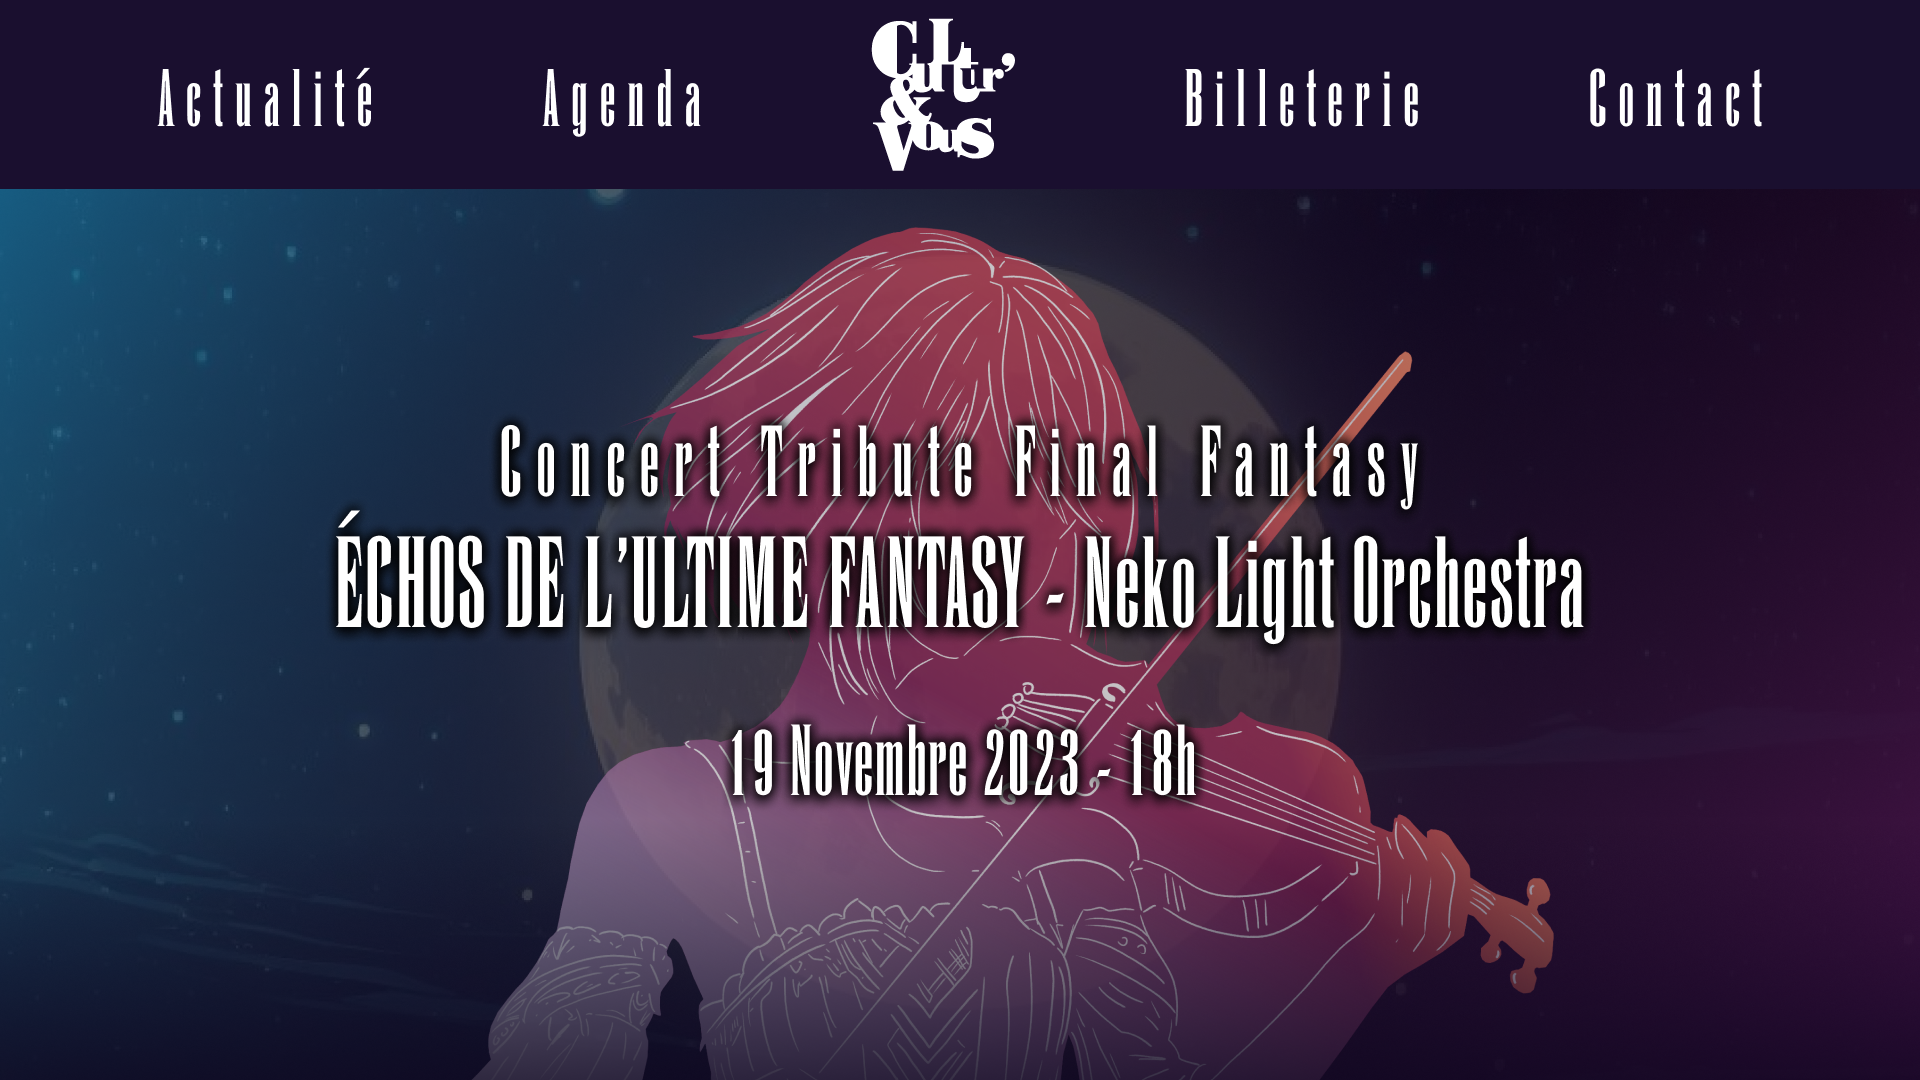 Actualité Agenda Billeterie Contact
CuLtur'
&
Vous
Concert Tribute Final Fantasy
ÉCHOS DE L'ULTIME FANTASY - Neko Light Orchestra
19 Novembre 2023 - 18h